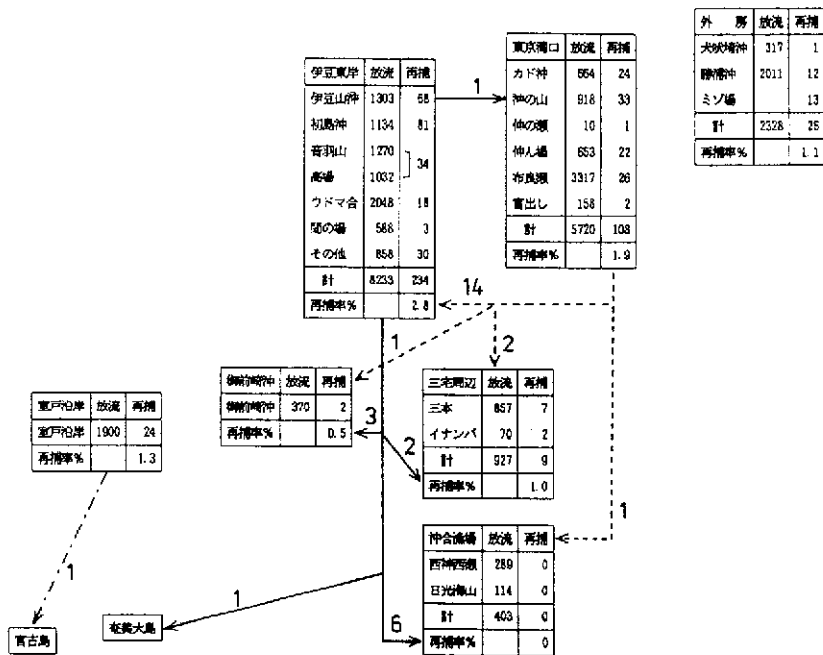 外 房 放流 再捕
犬吠埼沖 317 1
勝浦沖 2011 12
ミゾ場 13
計 2328 26
再捕率% 1.1
東京湾口 放流 再捕
カド沖 664 24
沖の山 918 33
沖の瀬 10 1
仲ん場 653 22
布良瀬 3317 26
富出し 158 2
計 5720 108
再捕率% 1.9
伊豆東岸 放流 再捕
伊豆山沖 1303 68
初島沖 1134 81
音羽山 1270
高場 1032
34
ウドマ合 2048 18
間の場 588 3
その他 858 30
計 8233 234
再捕率% 2.8
1
14
1
2
御前崎沖 放流 再捕
御前崎沖 370 2
再捕率% 0.5
3
2
三宅周辺 放流 再捕
三本 857 7
イナンバ 70 2
計 927 9
再捕率% 1.0
室戸沿岸 放流 再捕
室戸沿岸 1900 24
再捕率% 1.3
1
沖合漁場 放流 再捕
西神西瀬 289 0
日光海山 114 0
計 403 0
再捕率% 0
1
1
6
宮古島
奄美大島